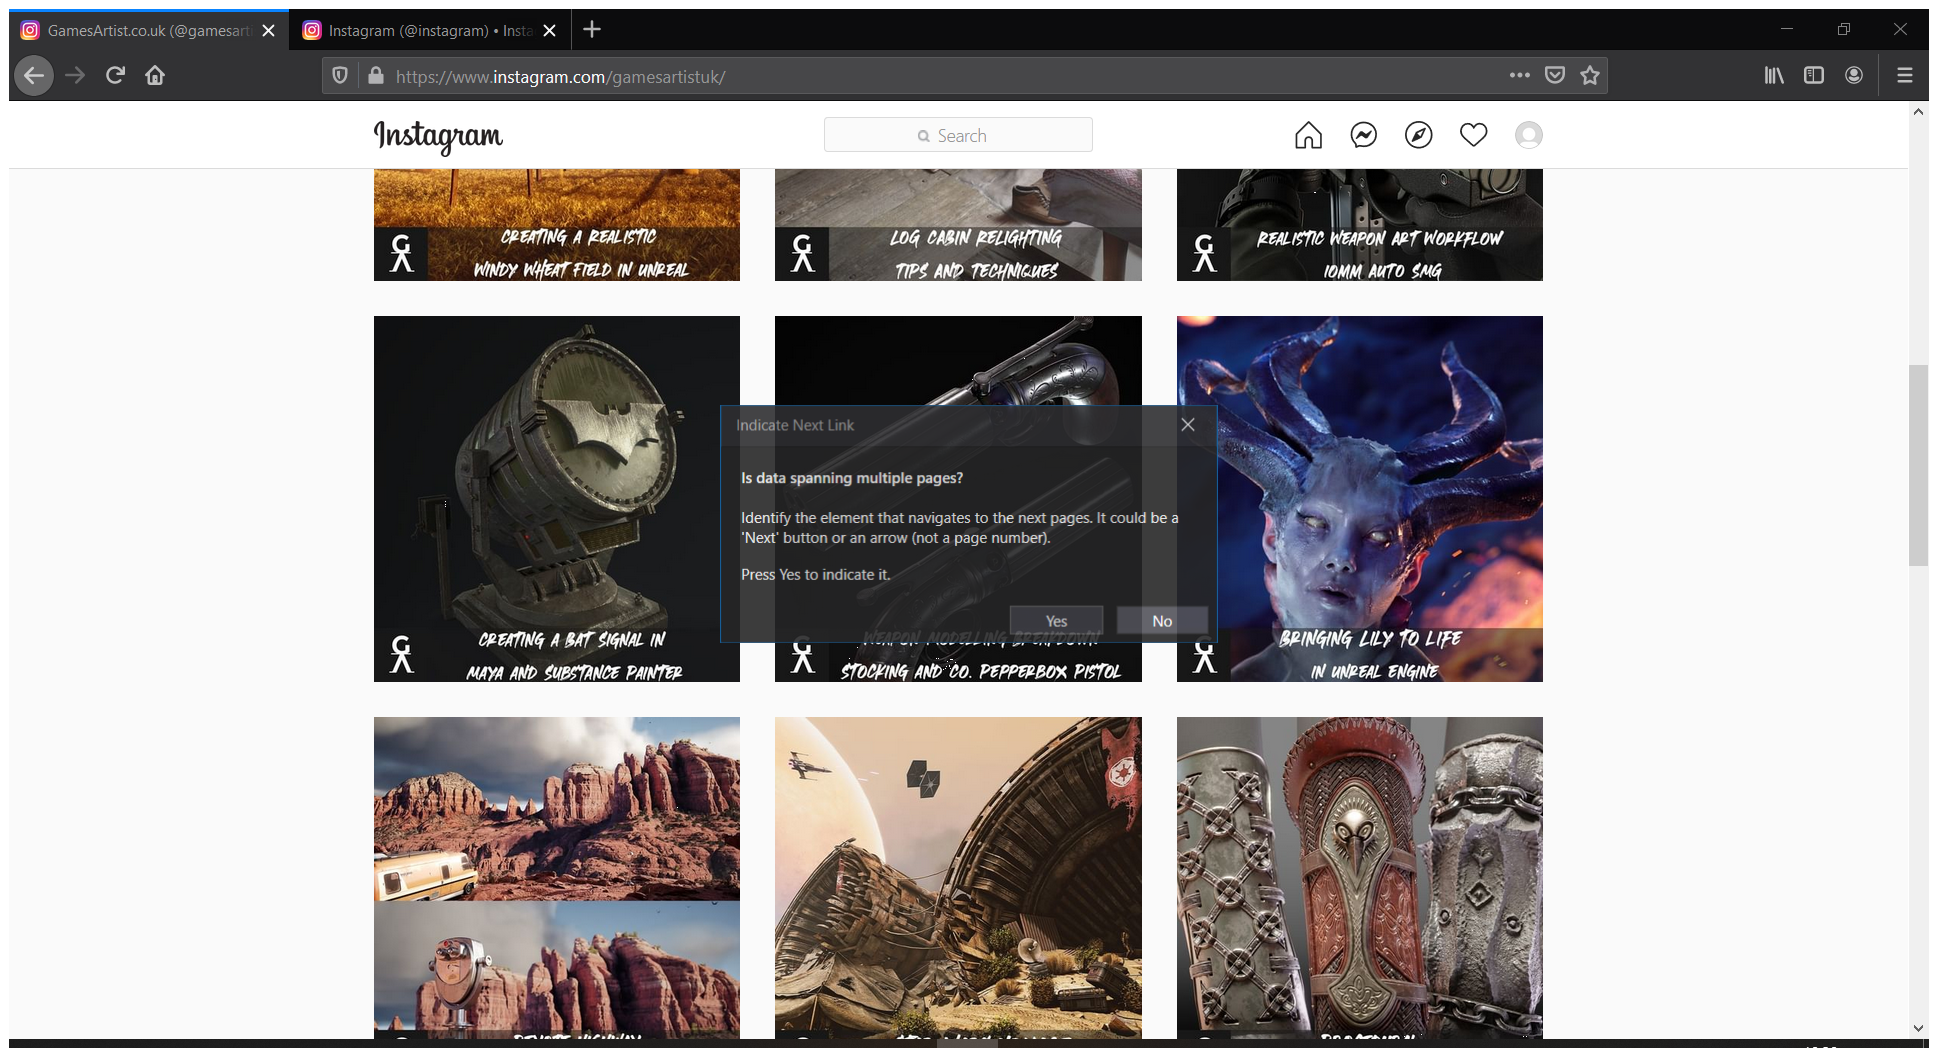 GamesArtist.co.uk (@gamesart
Instagram (@instagram) • Insta
https://www.instagram.com/gamesartistuk/
Instagram
Search
CREATING A REALISTIC
WINDY WHEAT FIELD IN UNREAL
LOG CABIN RELIGHTING
TIPS AND TECHNIQUES
REALISTIC WEAPON ART WORKFLOW
10MM AUTO SMG
Indicate Next Link
Is data spanning multiple pages?
Identify the element that navigates to the next pages. It could be a
'Next' button or an arrow (not a page number).
Press Yes to indicate it.
Yes
No
CREATING A BAT SIGNAL IN
MAYA AND SUBSTANCE PAINTER
WEAPON MODELLING BREAKDOWN
STOCKING AND CO. PEPPERBOX PISTOL
BRINGING LILY TO LIFE
IN UNREAL ENGINE